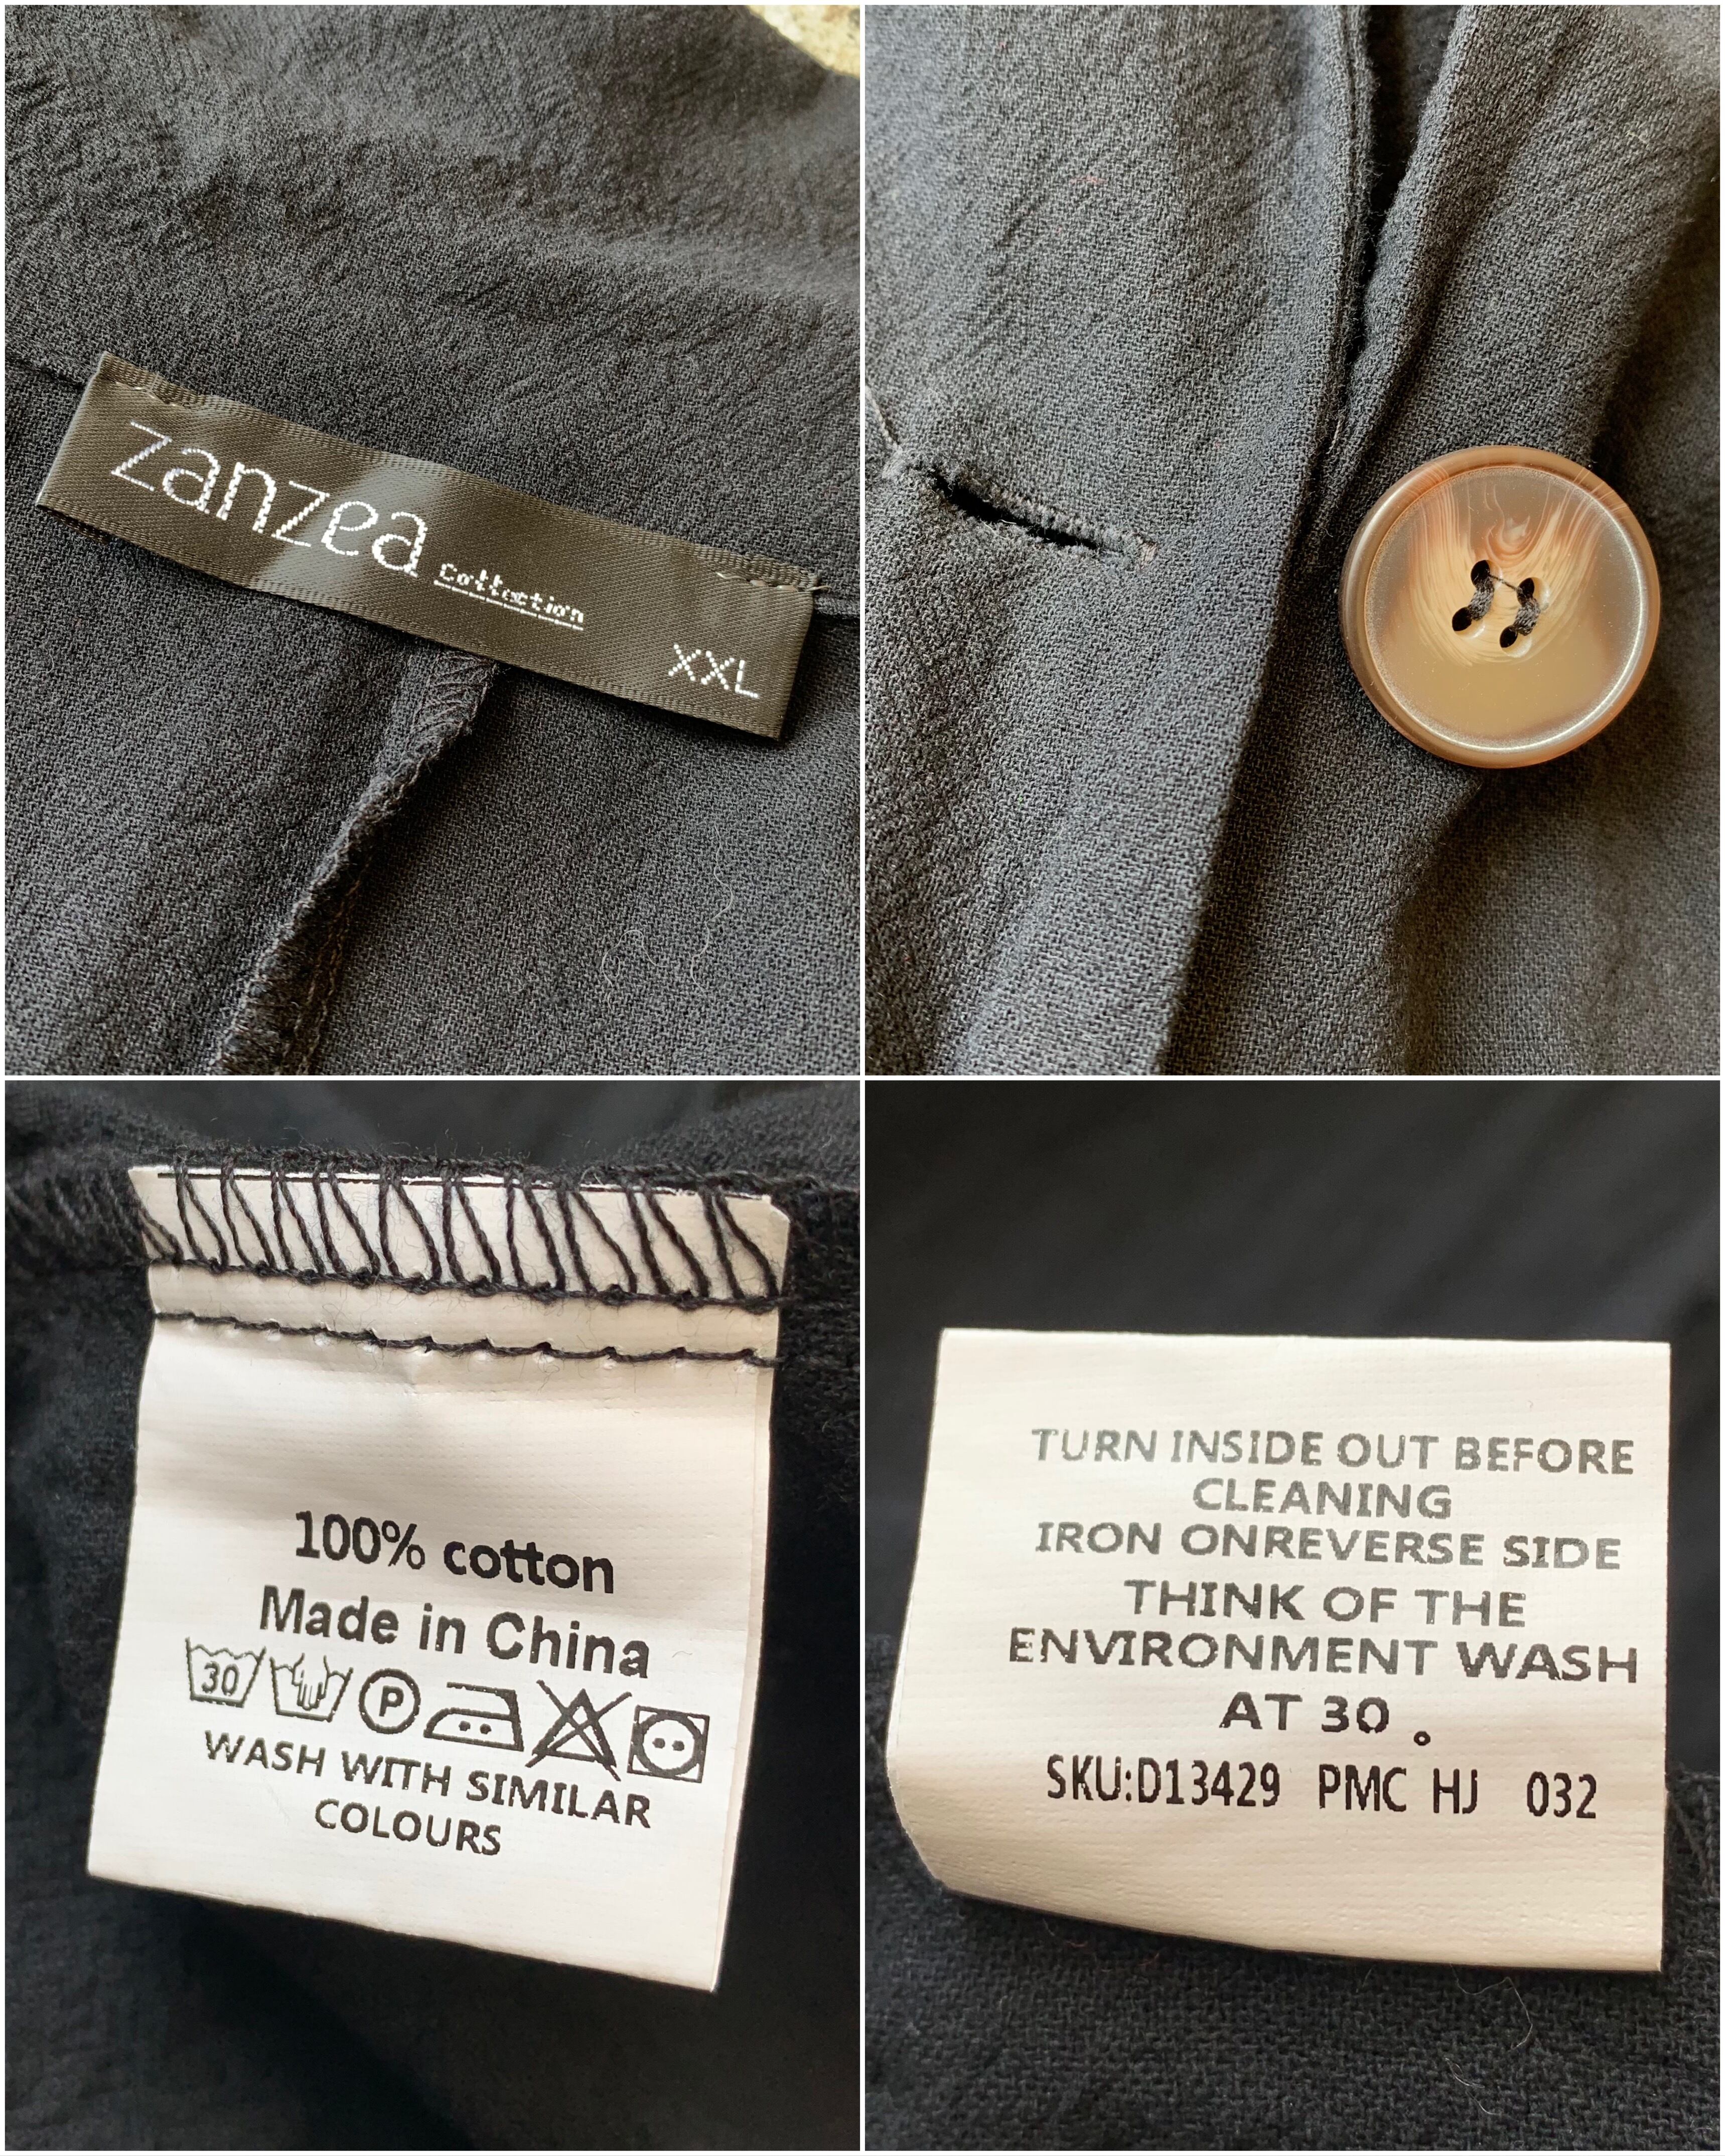 zanzea collection
XXL
100% cotton
Made in China
30 P
WASH WITH SIMILAR
COLOURS
TURN INSIDE OUT BEFORE
CLEANING
IRON ONREVERSE SIDE
THINK OF THE
ENVIRONMENT WASH
AT 30 。
SKU:D13429 PMC HJ 032